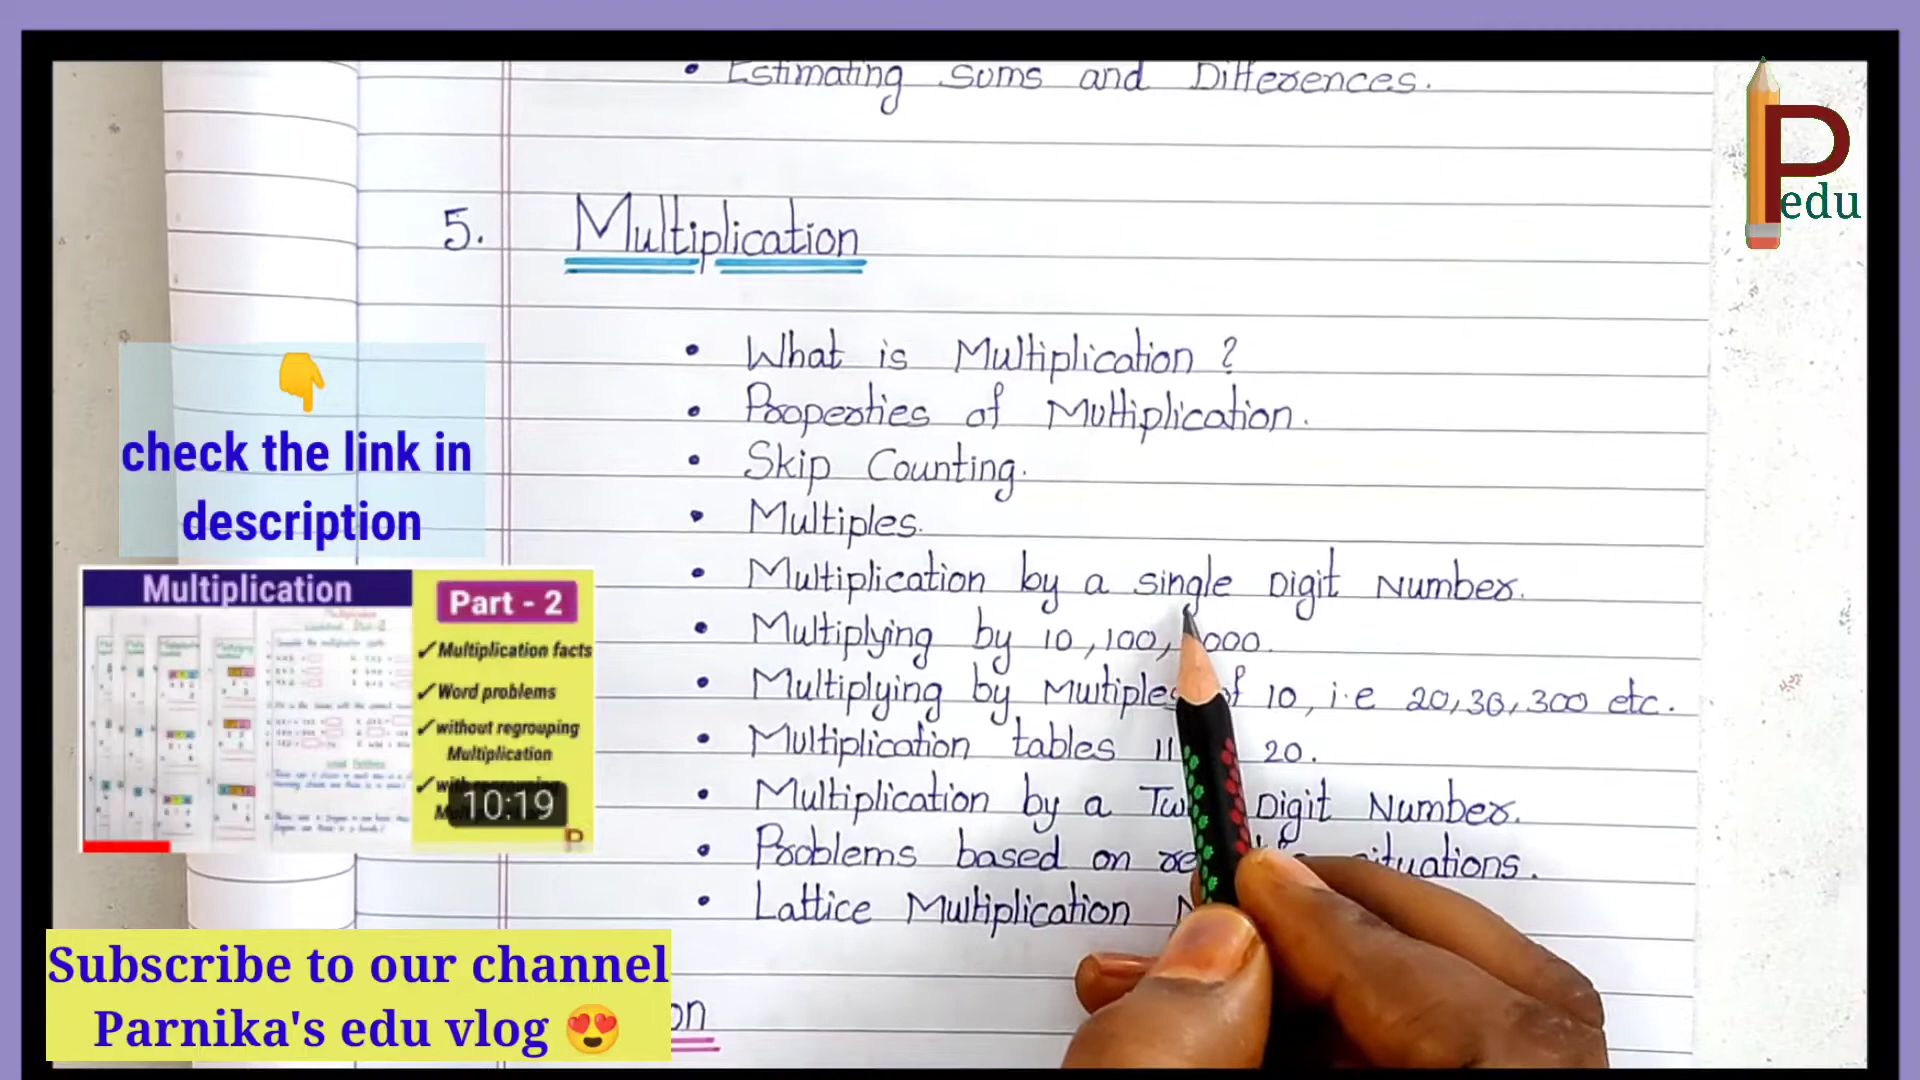 Estimating Sums and Differences.
P
edu
5. Multiplication
• What is Multiplication ?
• Properties of Multiplication.
• Skip Counting.
• Multiples.
• Multiplication by a single Digit Number.
• Multiplying by 10, 100, 000.
• Multiplying by Multiples of 10, i.e 20, 30, 300 etc.
• Multiplication tables 11 20.
• Multiplication by a Digit Number.
• Problems based on situations.
• Lattice Multiplication
👇
check the link in
description
Multiplication
Part - 2
✓Multiplication facts
✓Word problems
✓without regrouping
Multiplication
10:19
P
Subscribe to our channel
Parnika's edu vlog 😍